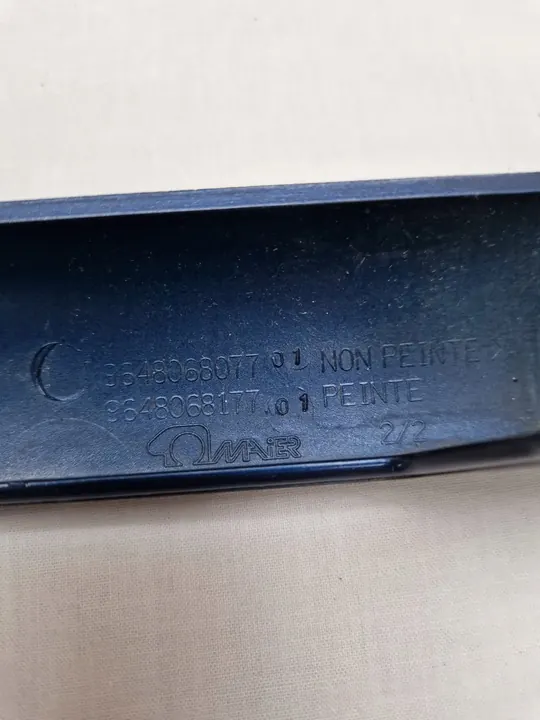 9648068077 01 NON PEINTE
9648068177 01 PEINTE
MAIER 2/2